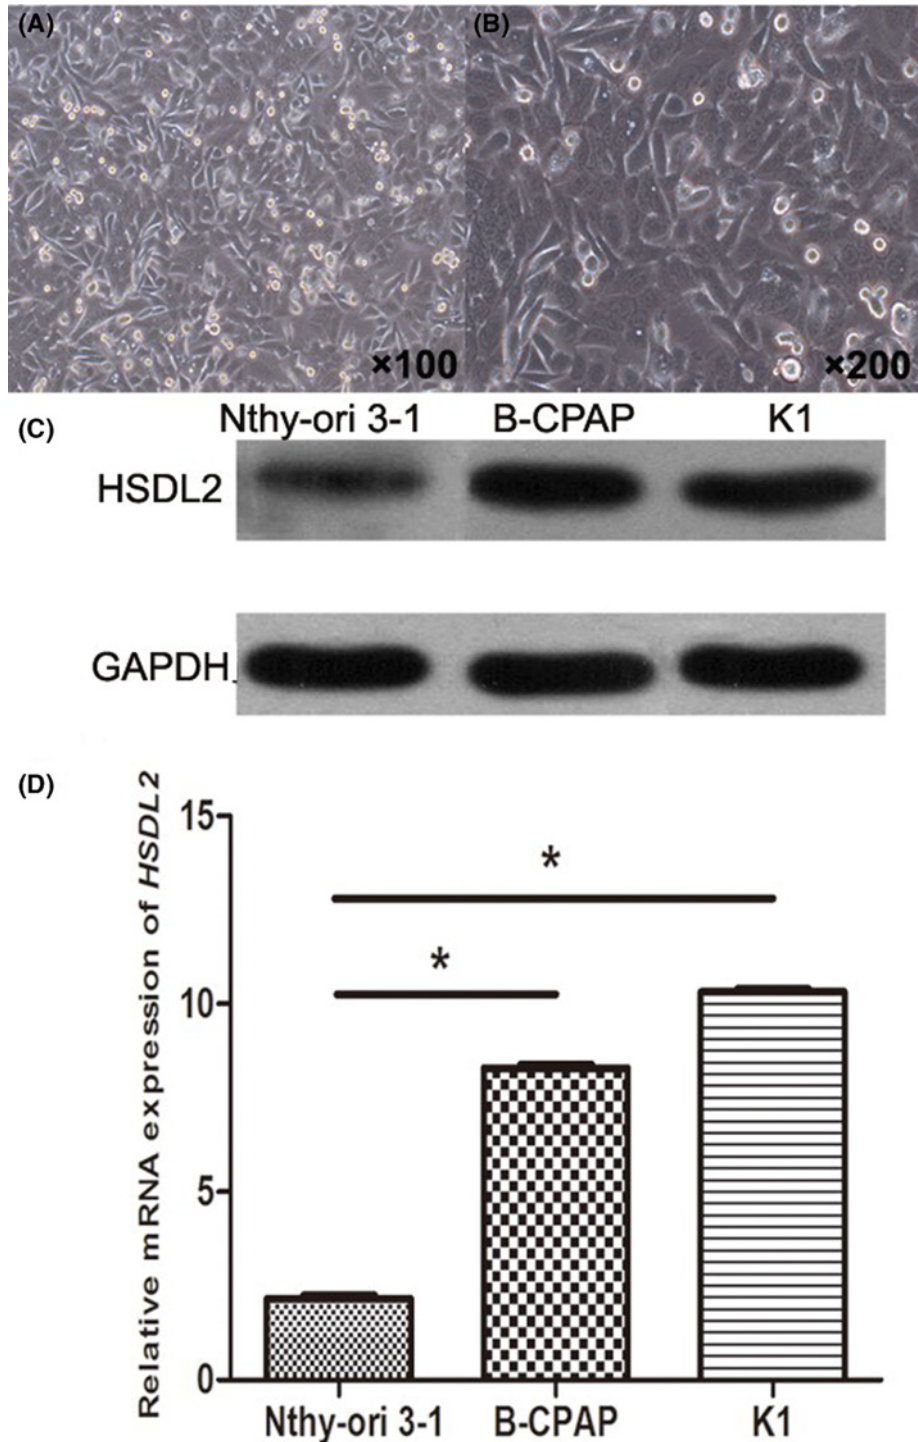 (A)
(B)
×100
×200
(C)
Nthy-ori 3-1 B-CPAP K1
HSDL2
GAPDH
(D)
Relative mRNA expression of HSDL2
15
*
*
10
5
0
Nthy-ori 3-1 B-CPAP K1